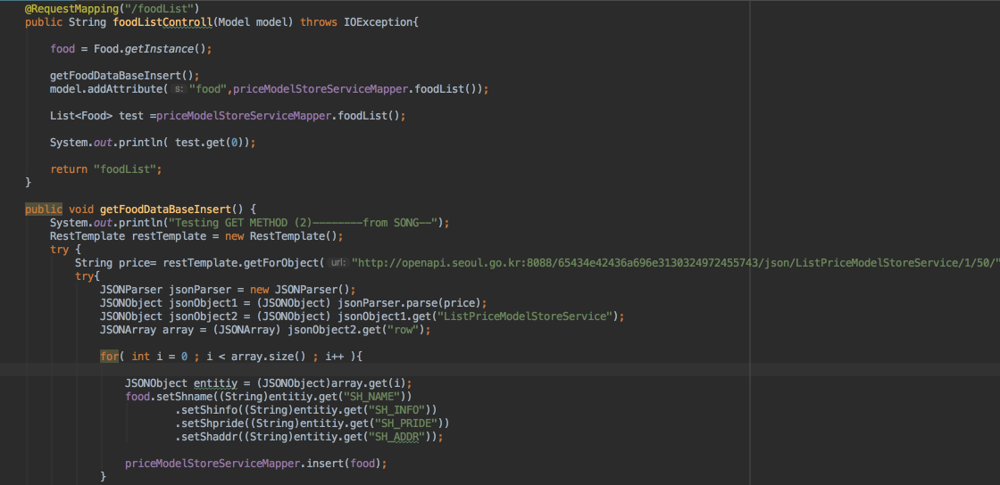 @RequestMapping("/foodList")
public String foodListControll(Model model) throws IOException{
food = Food.getInstance();
getFoodDataBaseInsert();
model.addAttribute( s: "food",priceModelStoreServiceMapper.foodList());
List<Food> test =priceModelStoreServiceMapper.foodList();
System.out.println( test.get(0));
return "foodList";
}
public void getFoodDataBaseInsert() {
System.out.println("Testing GET METHOD (2)--------from SONG--");
RestTemplate restTemplate = new RestTemplate();
try {
String price= restTemplate.getForObject( url: "http://openapi.seoul.go.kr:8088/65434e42436a696e3130324972455743/json/ListPriceModelStoreService/1/50/"
try{
JSONParser jsonParser = new JSONParser();
JSONObject jsonObject1 = (JSONObject) jsonParser.parse(price);
JSONObject jsonObject2 = (JSONObject) jsonObject1.get("ListPriceModelStoreService");
JSONArray array = (JSONArray) jsonObject2.get("row");
for( int i = 0 ; i < array.size() ; i++ ){
JSONObject entitiy = (JSONObject)array.get(i);
food.setShname((String)entitiy.get("SH_NAME"))
.setShinfo((String)entitiy.get("SH_INFO"))
.setShpride((String)entitiy.get("SH_PRIDE"))
.setShaddr((String)entitiy.get("SH_ADDR"));
priceModelStoreServiceMapper.insert(food);
}